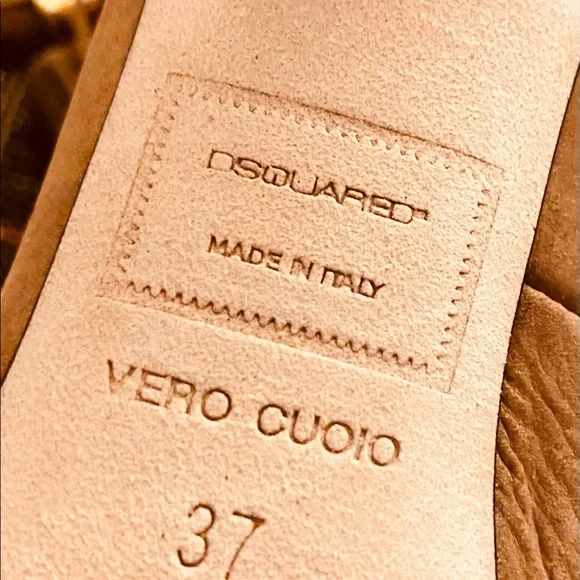 DSQUARED²
MADE IN ITALY
VERO CUOIO
37